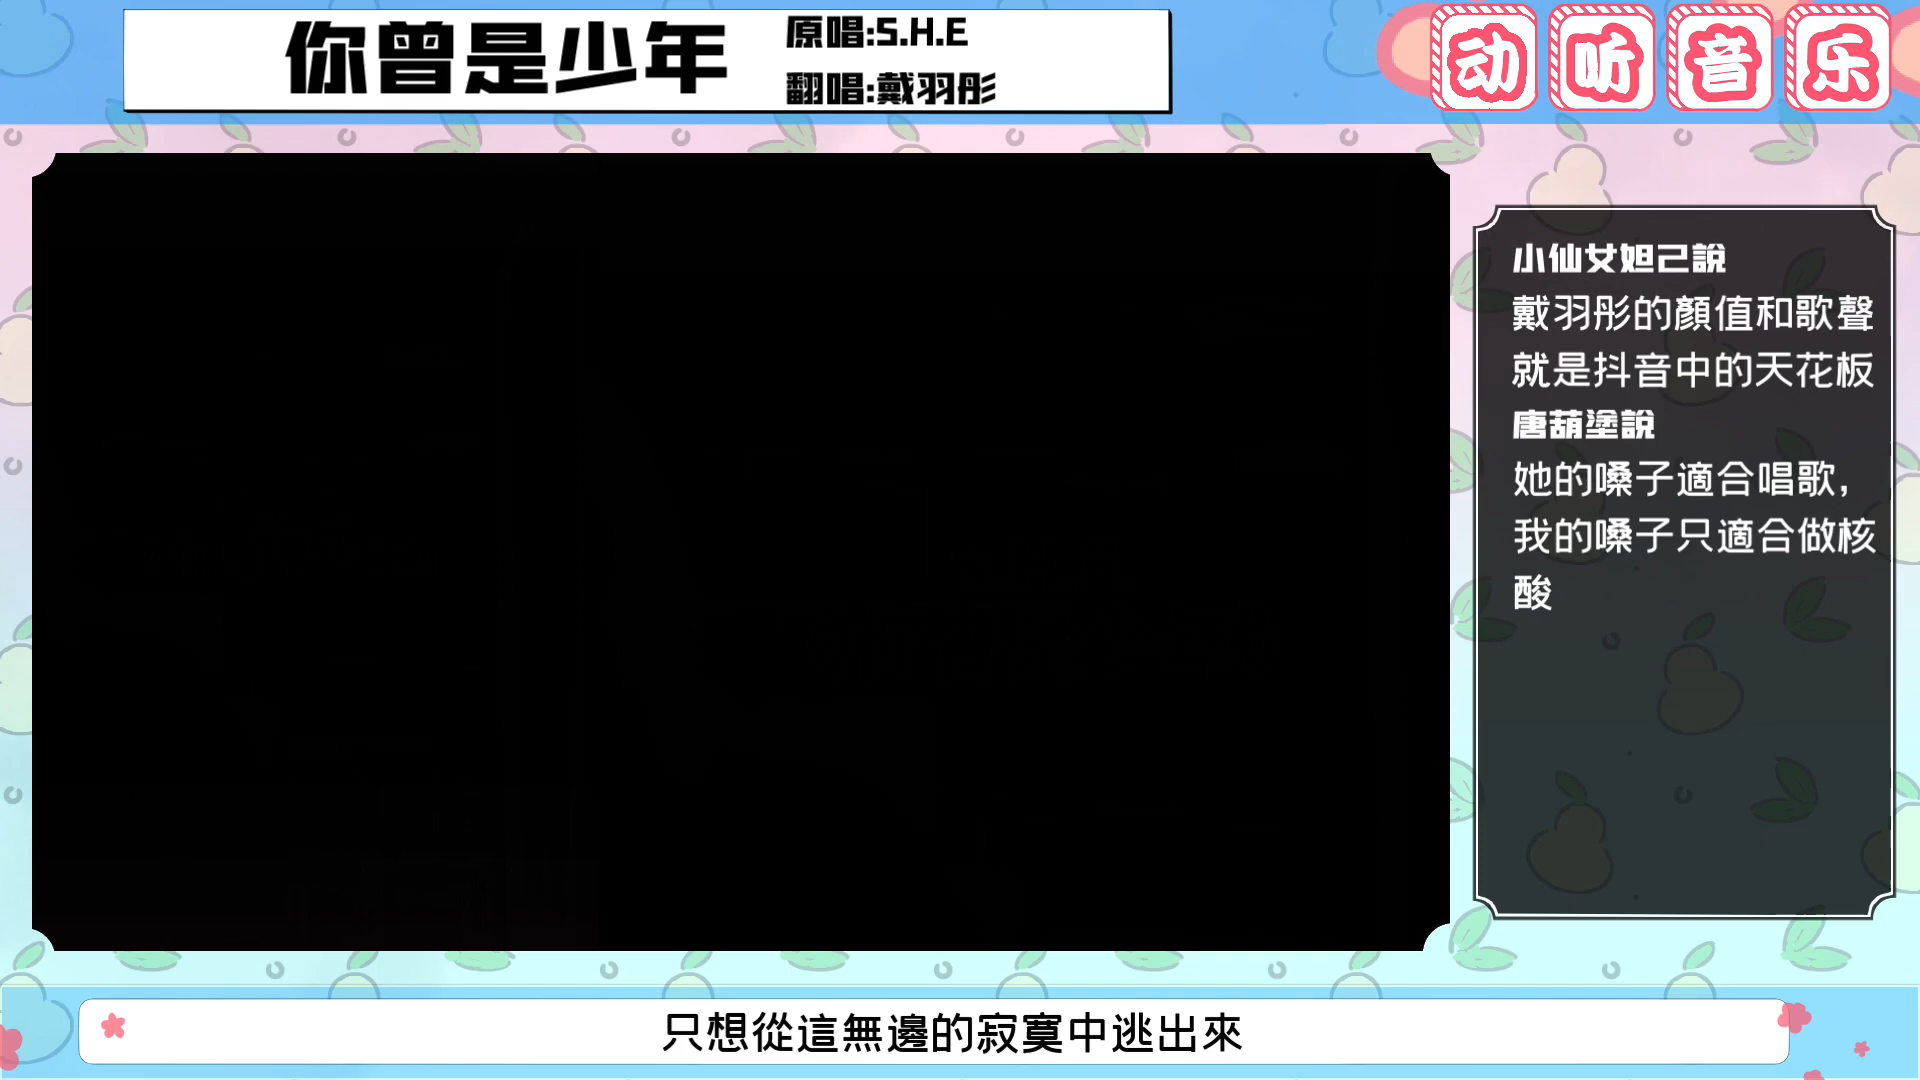 你曾是少年
原唱:S.H.E
翻唱:戴羽彤
动听音乐
小仙女妲己說
戴羽彤的顏值和歌聲
就是抖音中的天花板
唐葫塗說
她的嗓子適合唱歌,
我的嗓子只適合做核
酸
只想從這無邊的寂寞中逃出來